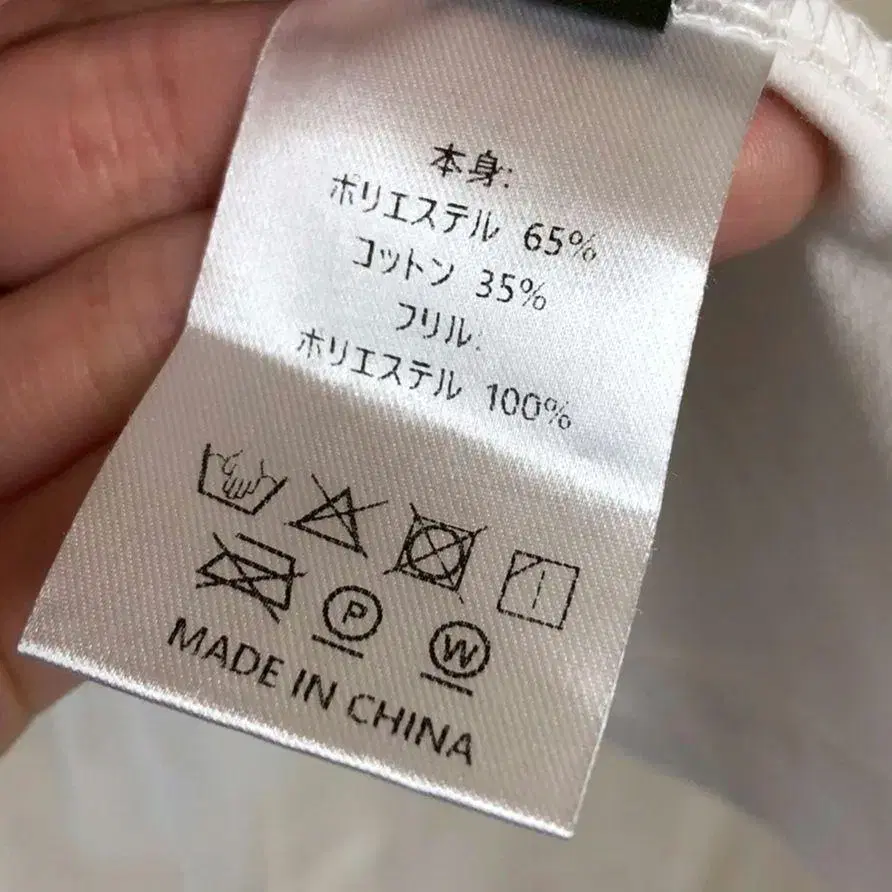 本身:
ポリエステル 65%
コットン 35%
フリル:
ポリエステル 100%
P
W
MADE IN CHINA